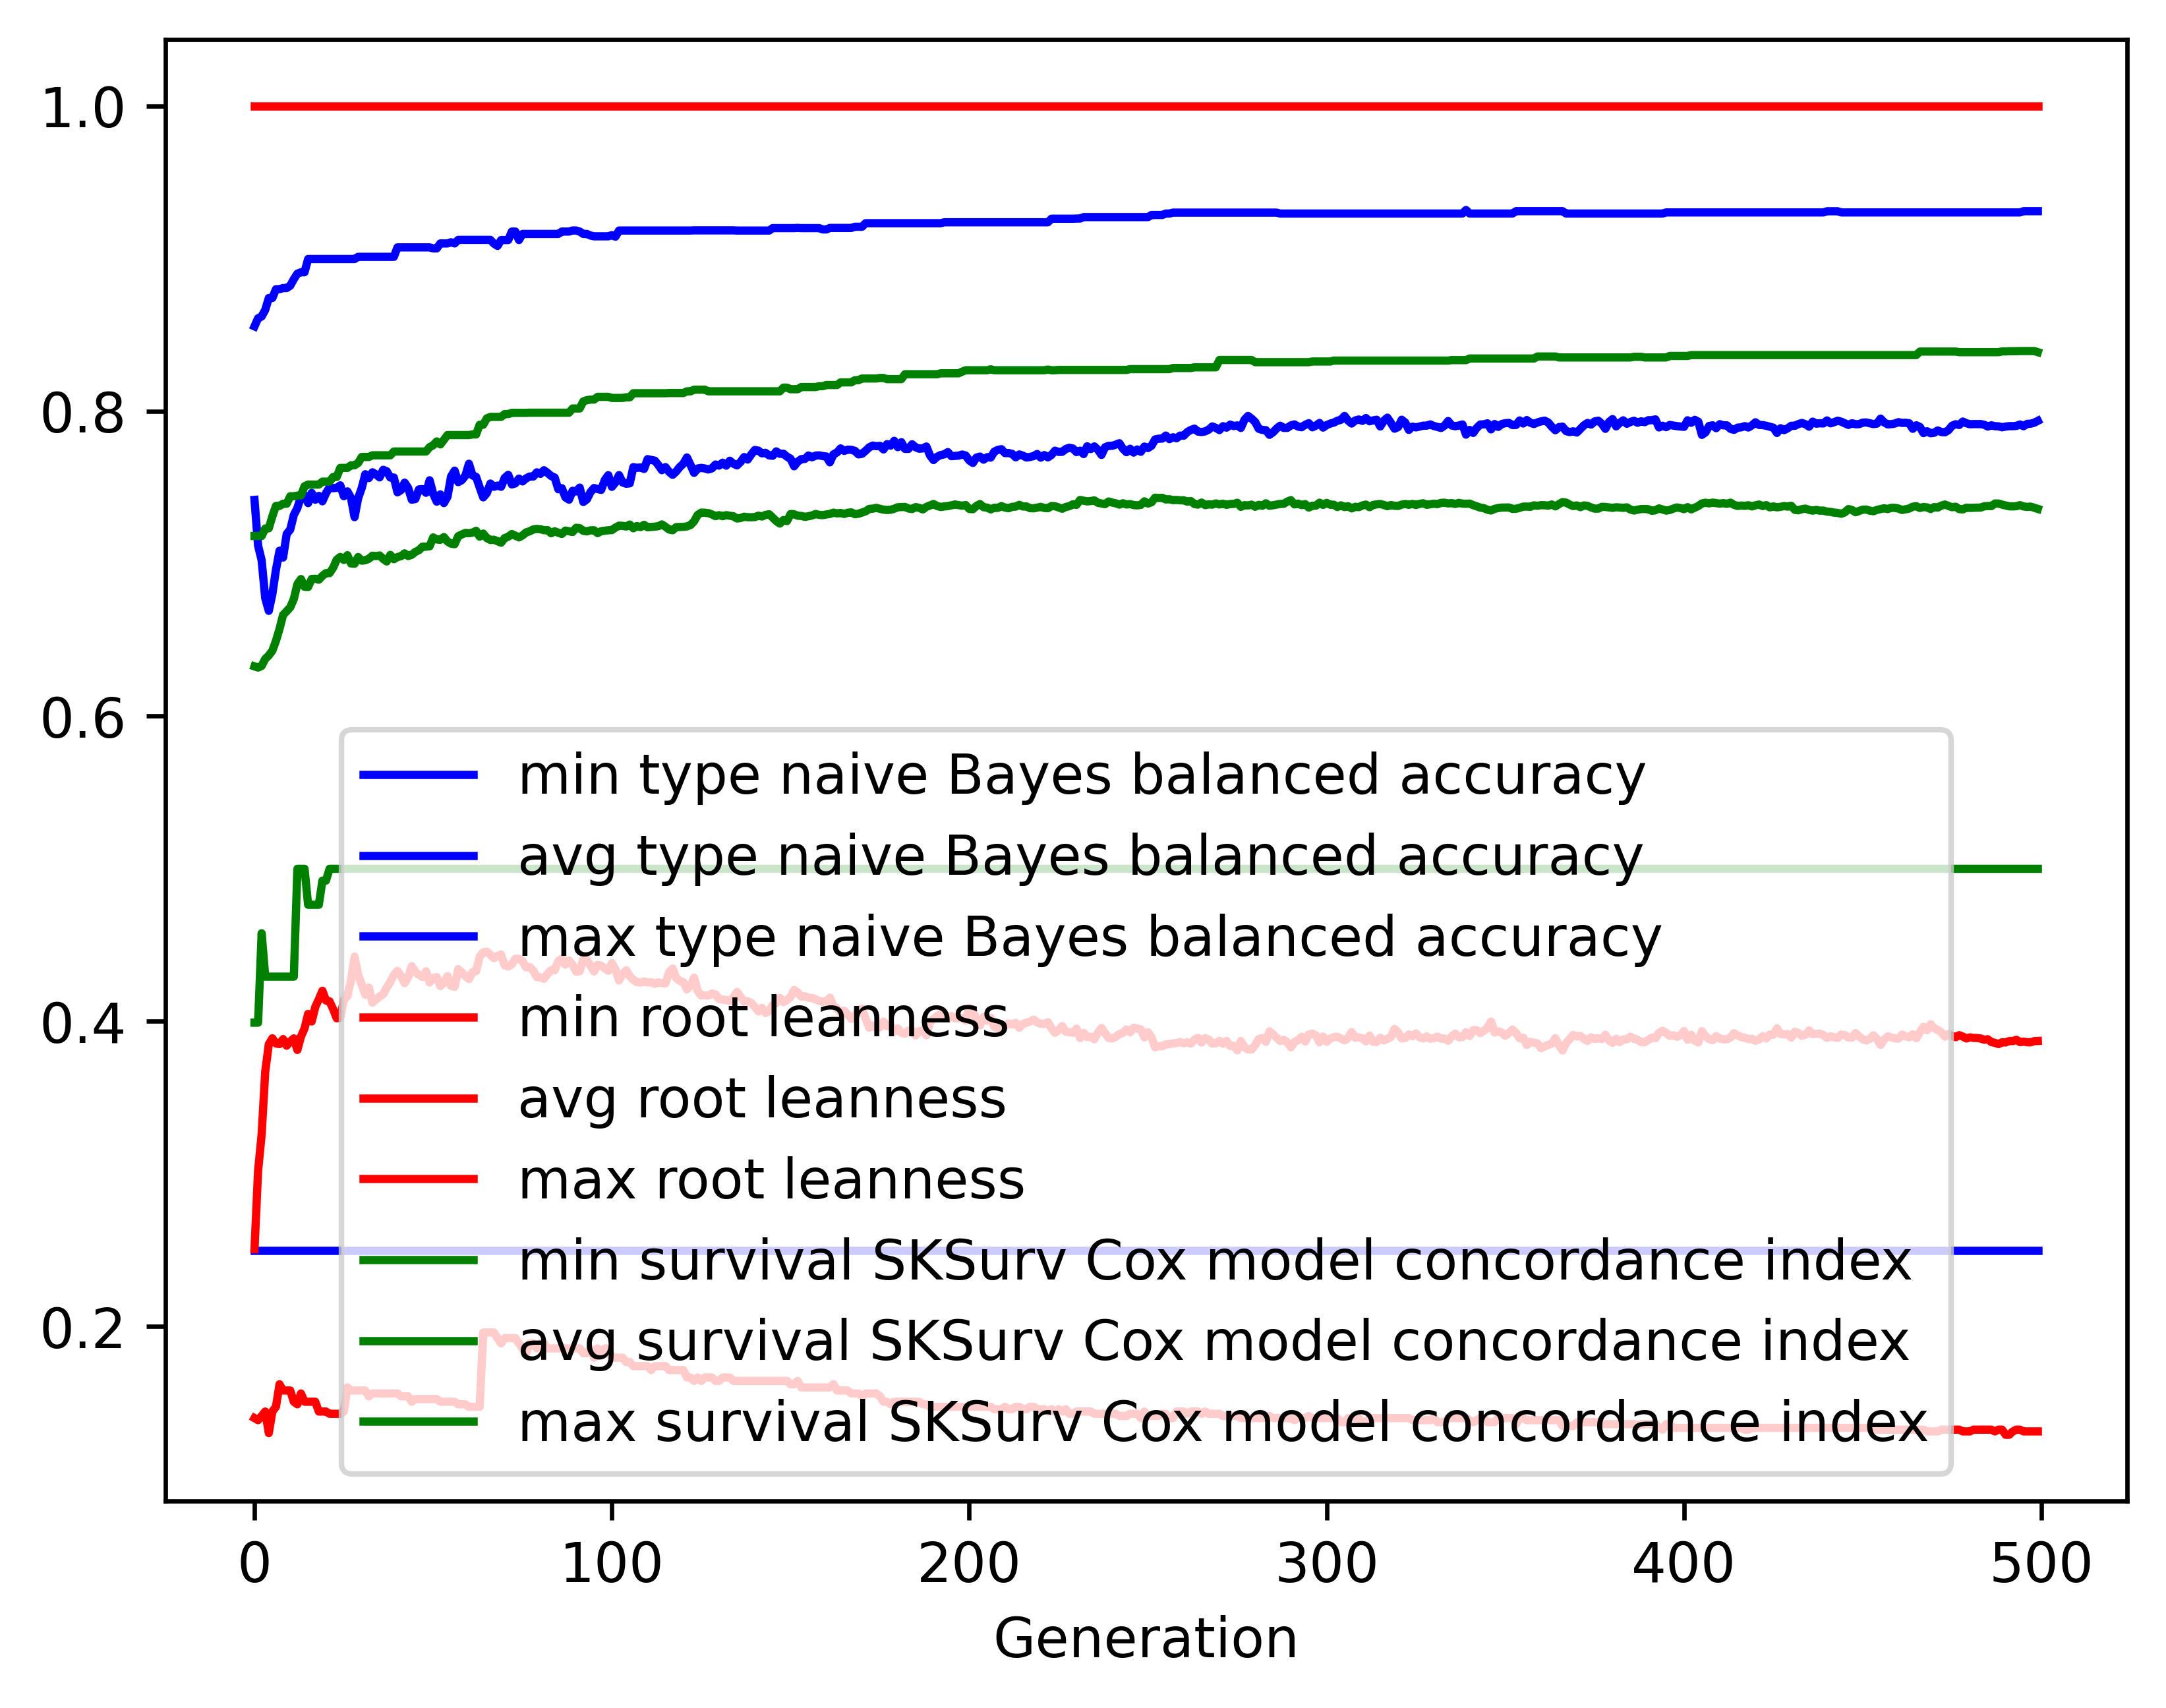 1.0
0.8
0.6
0.4
0.2
min type naive Bayes balanced accuracy
avg type naive Bayes balanced accuracy
max type naive Bayes balanced accuracy
min root leanness
avg root leanness
max root leanness
min survival SKSurv Cox model concordance index
avg survival SKSurv Cox model concordance index
max survival SKSurv Cox model concordance index
0 100 200 300 400 500
Generation